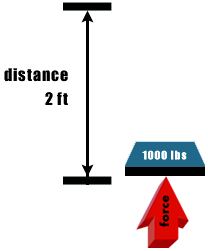 distance
2 ft
1000 lbs
force